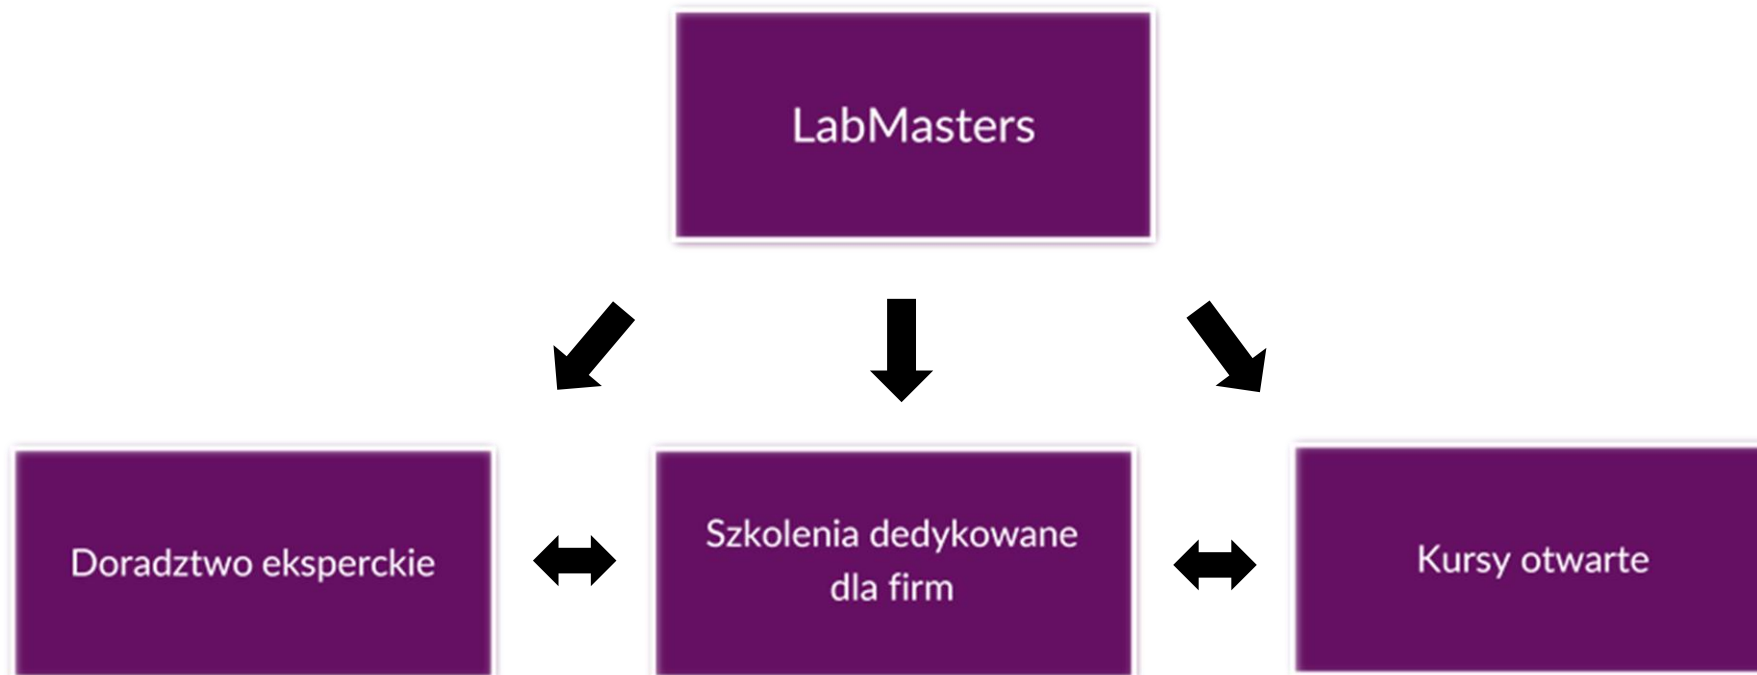 LabMasters
Doradztwo eksperckie
Szkolenia dedykowane
dla firm
Kursy otwarte